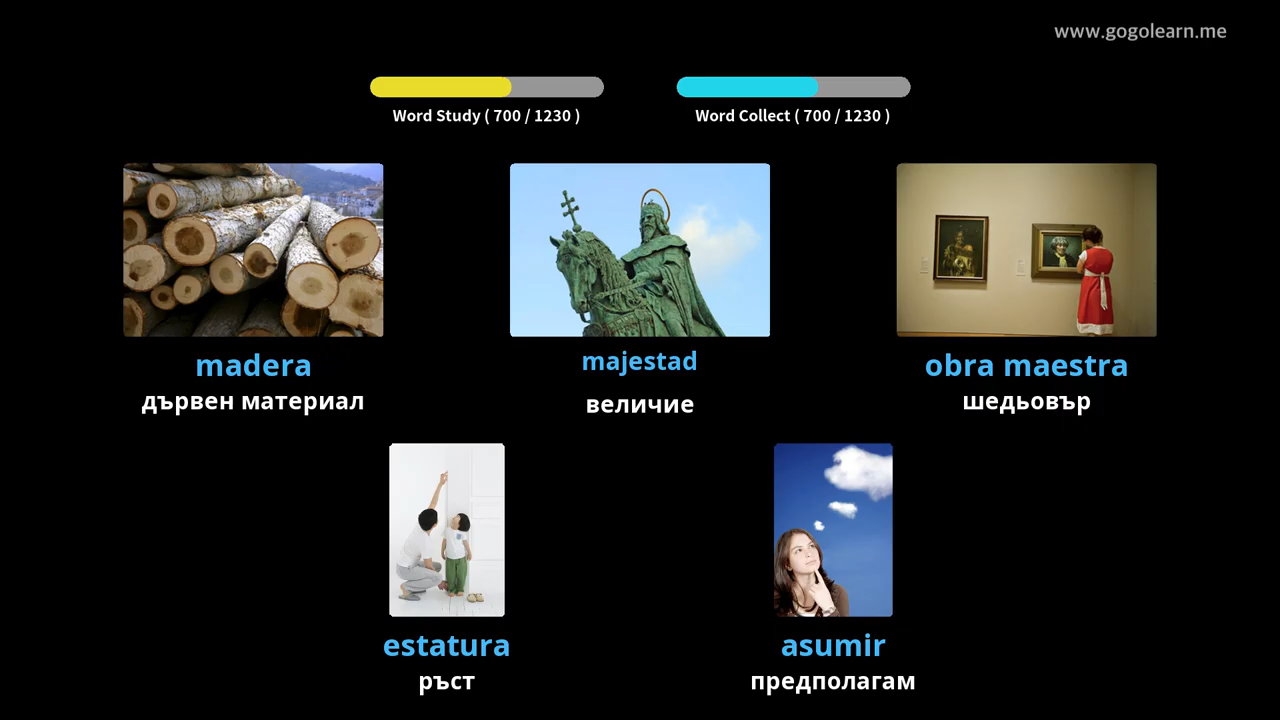 www.gogolearn.me
Word Study ( 700 / 1230 )
Word Collect ( 700 / 1230 )
madera
дървен материал
majestad
величие
obra maestra
шедьовър
estatura
ръст
asumir
предполагам